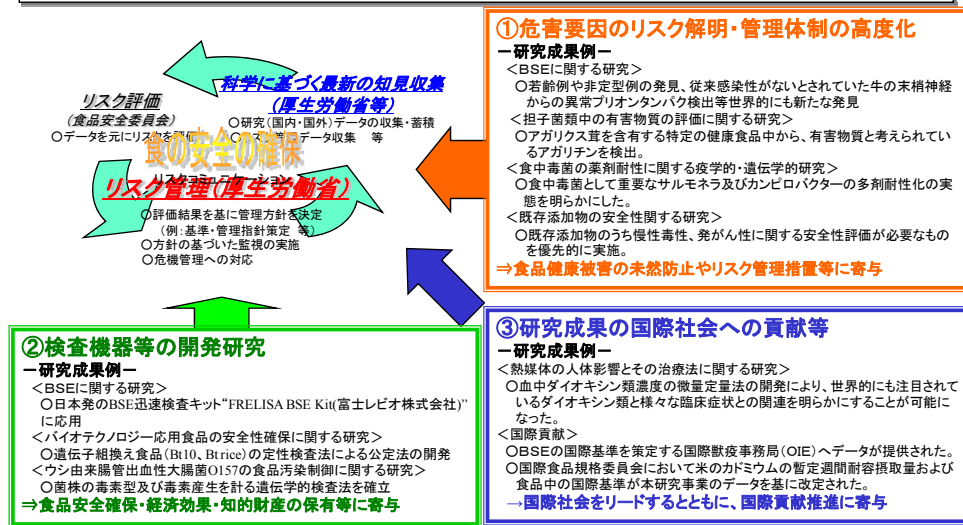 科学に基づく最新の知見収集
(厚生労働省等)
○研究(国内・国外)データの収集・蓄積
データ収集 等
リスク評価
(食品安全委員会)
○データを元にリスクを評価
食の安全の確保
リスクコミュニケーション
リスク管理(厚生労働省)
○評価結果を基に管理方針を決定
(例:基準・管理指針策定 等)
○方針の基づいた監視の実施
○危機管理への対応
①危害要因のリスク解明・管理体制の高度化
－研究成果例－
<BSEに関する研究>
○若齢例や非定型例の発見、従来感染性がないとされていた牛の末梢神経
からの異常プリオンタンパク検出等世界的にも新たな発見
<担子菌類中の有害物質の評価に関する研究>
○アガリクス茸を含有する特定の健康食品中から、有害物質と考えられてい
るアガリチンを検出。
<食中毒菌の薬剤耐性に関する疫学的・遺伝学的研究>
○食中毒菌として重要なサルモネラ及びカンピロバクターの多剤耐性化の実
態を明らかにした。
<既存添加物の安全性関する研究>
○既存添加物のうち慢性毒性、発がん性に関する安全性評価が必要なもの
を優先的に実施。
⇒食品健康被害の未然防止やリスク管理措置等に寄与
②検査機器等の開発研究
－研究成果例－
<BSEに関する研究>
○日本発のBSE迅速検査キット“FRELISA BSE Kit(富士レビオ株式会社)”
に応用
<バイオテクノロジー応用食品の安全性確保に関する研究>
○遺伝子組換え食品(Bt10、Bt rice)の定性検査法による公定法の開発
<ウシ由来腸管出血性大腸菌O157の食品汚染制御に関する研究>
○菌株の毒素型及び毒素産生を計る遺伝学的検査法を確立
⇒食品安全確保・経済効果・知的財産の保有等に寄与
③研究成果の国際社会への貢献等
－研究成果例－
<熱媒体の人体影響とその治療法に関する研究>
○血中ダイオキシン類濃度の微量定量法の開発により、世界的にも注目されて
いるダイオキシン類と様々な臨床症状との関連を明らかにすることが可能に
なった。
<国際貢献>
○BSEの国際基準を策定する国際獣疫事務局(OIE)へデータが提供された。
○国際食品規格委員会において米のカドミウムの暫定週間耐容摂取量および
食品中の国際基準が本研究事業のデータを基に改定された。
→国際社会をリードするとともに、国際貢献推進に寄与